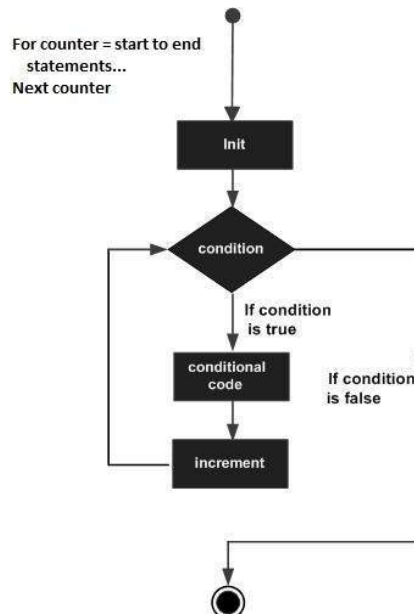 For counter = start to end
statements...
Next counter
Init
condition
If condition
is true
conditional
code
If condition
is false
increment